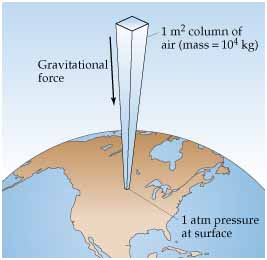 1 m² column of
air (mass = 10⁴ kg)
Gravitational
force
1 atm pressure
at surface